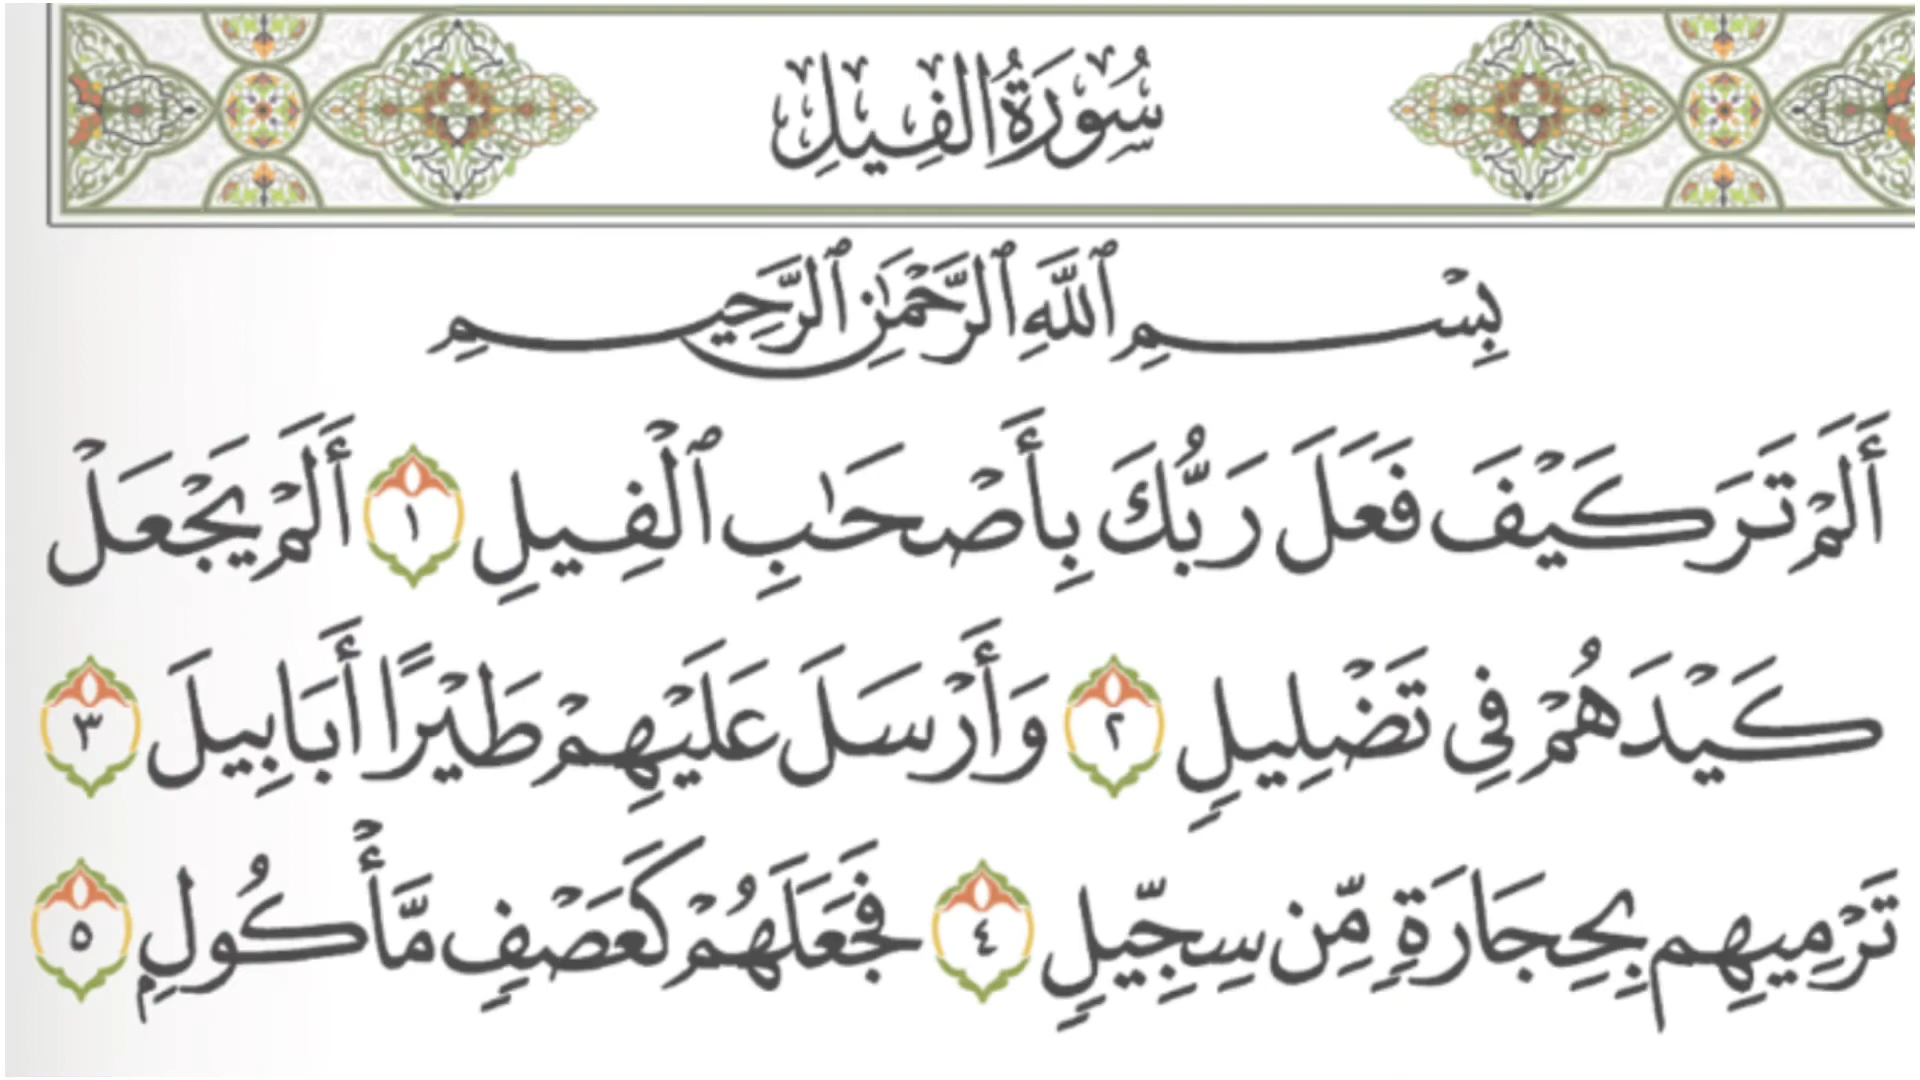 سُورَةُ الفِيلِ
بِسْمِ ٱللَّهِ ٱلرَّحْمَٰنِ ٱلرَّحِيمِ
أَلَمْ تَرَ كَيْفَ فَعَلَ رَبُّكَ بِأَصْحَٰبِ ٱلْفِيلِ ١ أَلَمْ يَجْعَلْ
كَيْدَهُمْ فِى تَضْلِيلٍ ٢ وَأَرْسَلَ عَلَيْهِمْ طَيْرًا أَبَابِيلَ ٣
تَرْمِيهِم بِحِجَارَةٍ مِّن سِجِّيلٍ ٤ فَجَعَلَهُمْ كَعَصْفٍ مَّأْكُولٍۭ ٥